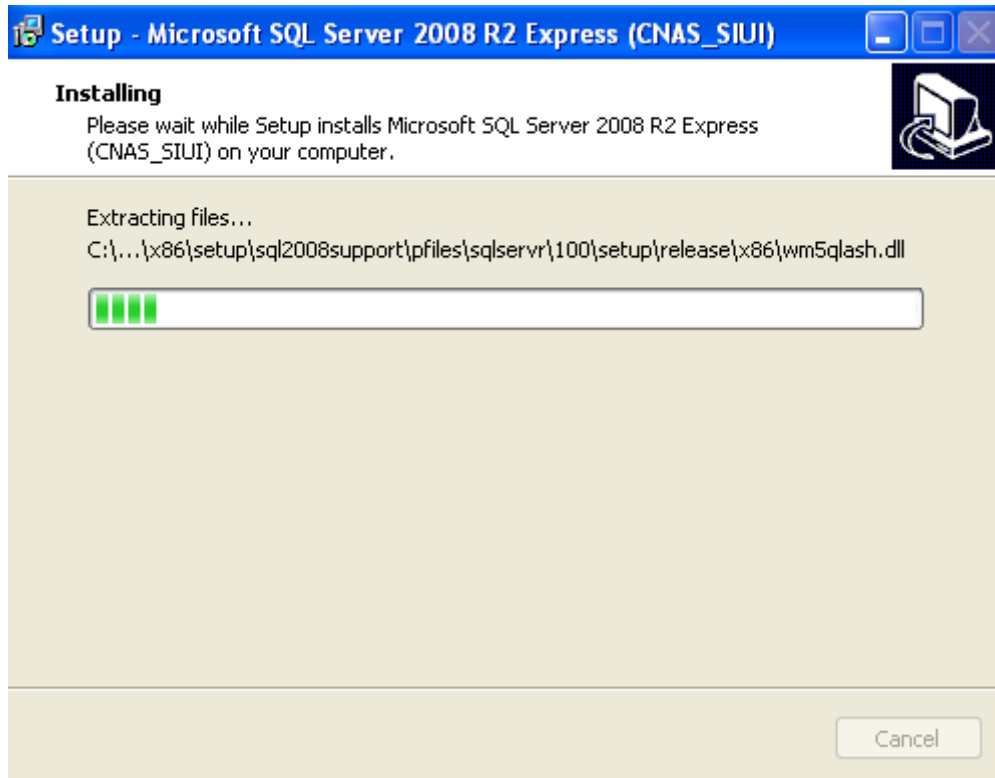 Setup - Microsoft SQL Server 2008 R2 Express (CNAS_SIUI)
Installing
Please wait while Setup installs Microsoft SQL Server 2008 R2 Express
(CNAS_SIUI) on your computer.
Extracting files...
C:\...\x86\setup\sql2008support\pfiles\sqlservr\100\setup\release\x86\wm5qlash.dll
Cancel